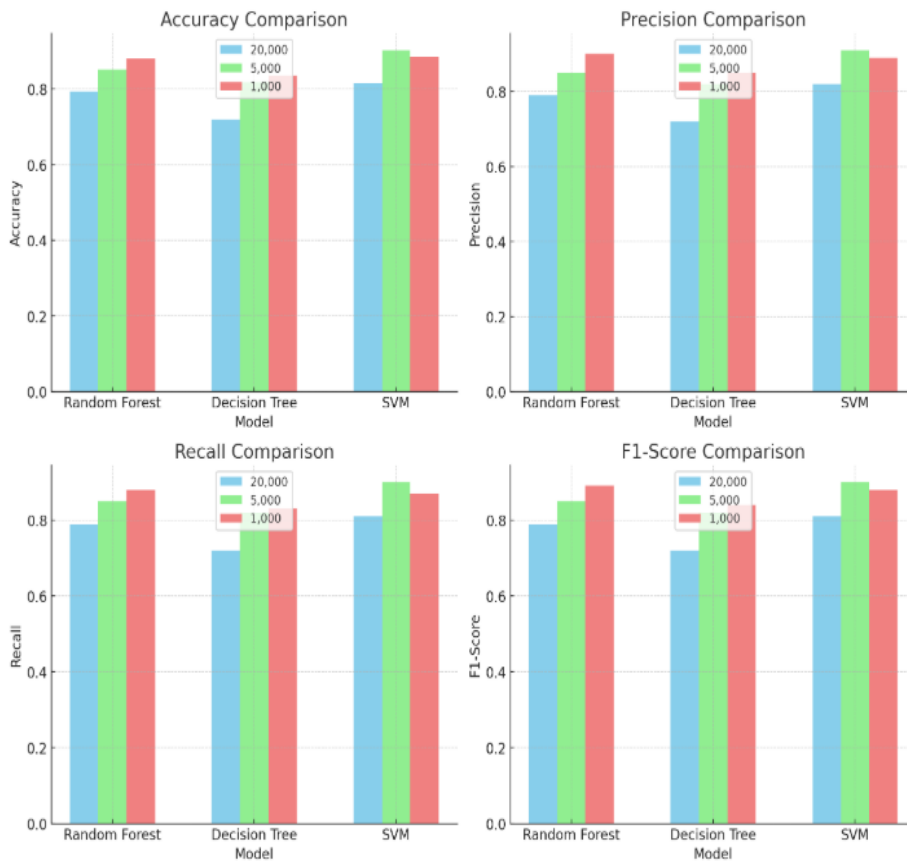 Accuracy Comparison
20,000
5,000
1,000
0.8
0.6
0.4
0.2
0.0
Accuracy
Random Forest
Decision Tree
SVM
Model
Precision Comparison
20,000
5,000
1,000
0.8
0.6
0.4
0.2
0.0
Precision
Random Forest
Decision Tree
SVM
Model
Recall Comparison
20,000
5,000
1,000
0.8
0.6
0.4
0.2
0.0
Recall
Random Forest
Decision Tree
SVM
Model
F1-Score Comparison
20,000
5,000
1,000
0.8
0.6
0.4
0.2
0.0
F1-Score
Random Forest
Decision Tree
SVM
Model